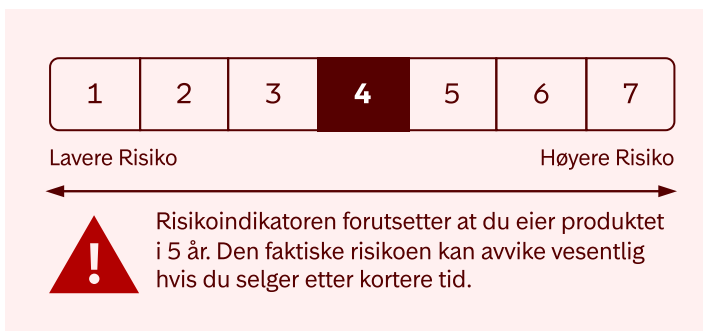 1 2 3 4 5 6 7
Lavere Risiko Høyere Risiko
!
Risikoindikatoren forutsetter at du eier produktet
i 5 år. Den faktiske risikoen kan avvike vesentlig
hvis du selger etter kortere tid.